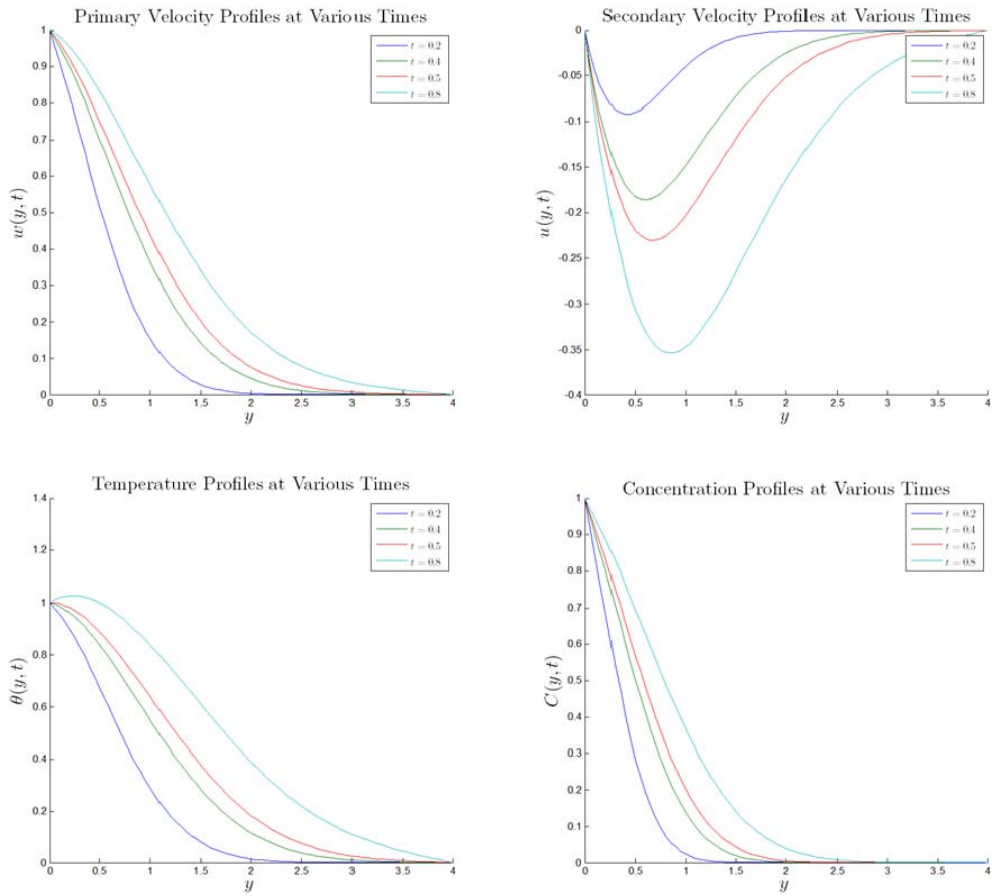 Primary Velocity Profiles at Various Times
1
0.9
0.8
0.7
0.6
0.5
0.4
0.3
0.2
0.1
0
w(y, t)
0 0.5 1 1.5 2 2.5 3 3.5 4
y
t = 0.2
t = 0.4
t = 0.5
t = 0.8
Secondary Velocity Profiles at Various Times
0
-0.05
-0.1
-0.15
-0.2
-0.25
-0.3
-0.35
-0.4
u(y, t)
0 0.5 1 1.5 2 2.5 3 3.5 4
y
t = 0.2
t = 0.4
t = 0.5
t = 0.8
Temperature Profiles at Various Times
1.4
1.2
1
0.8
0.6
0.4
0.2
0
θ(y, t)
0 0.5 1 1.5 2 2.5 3 3.5 4
y
t = 0.2
t = 0.4
t = 0.5
t = 0.8
Concentration Profiles at Various Times
1
0.9
0.8
0.7
0.6
0.5
0.4
0.3
0.2
0.1
0
C(y, t)
0 0.5 1 1.5 2 2.5 3 3.5 4
y
t = 0.2
t = 0.4
t = 0.5
t = 0.8